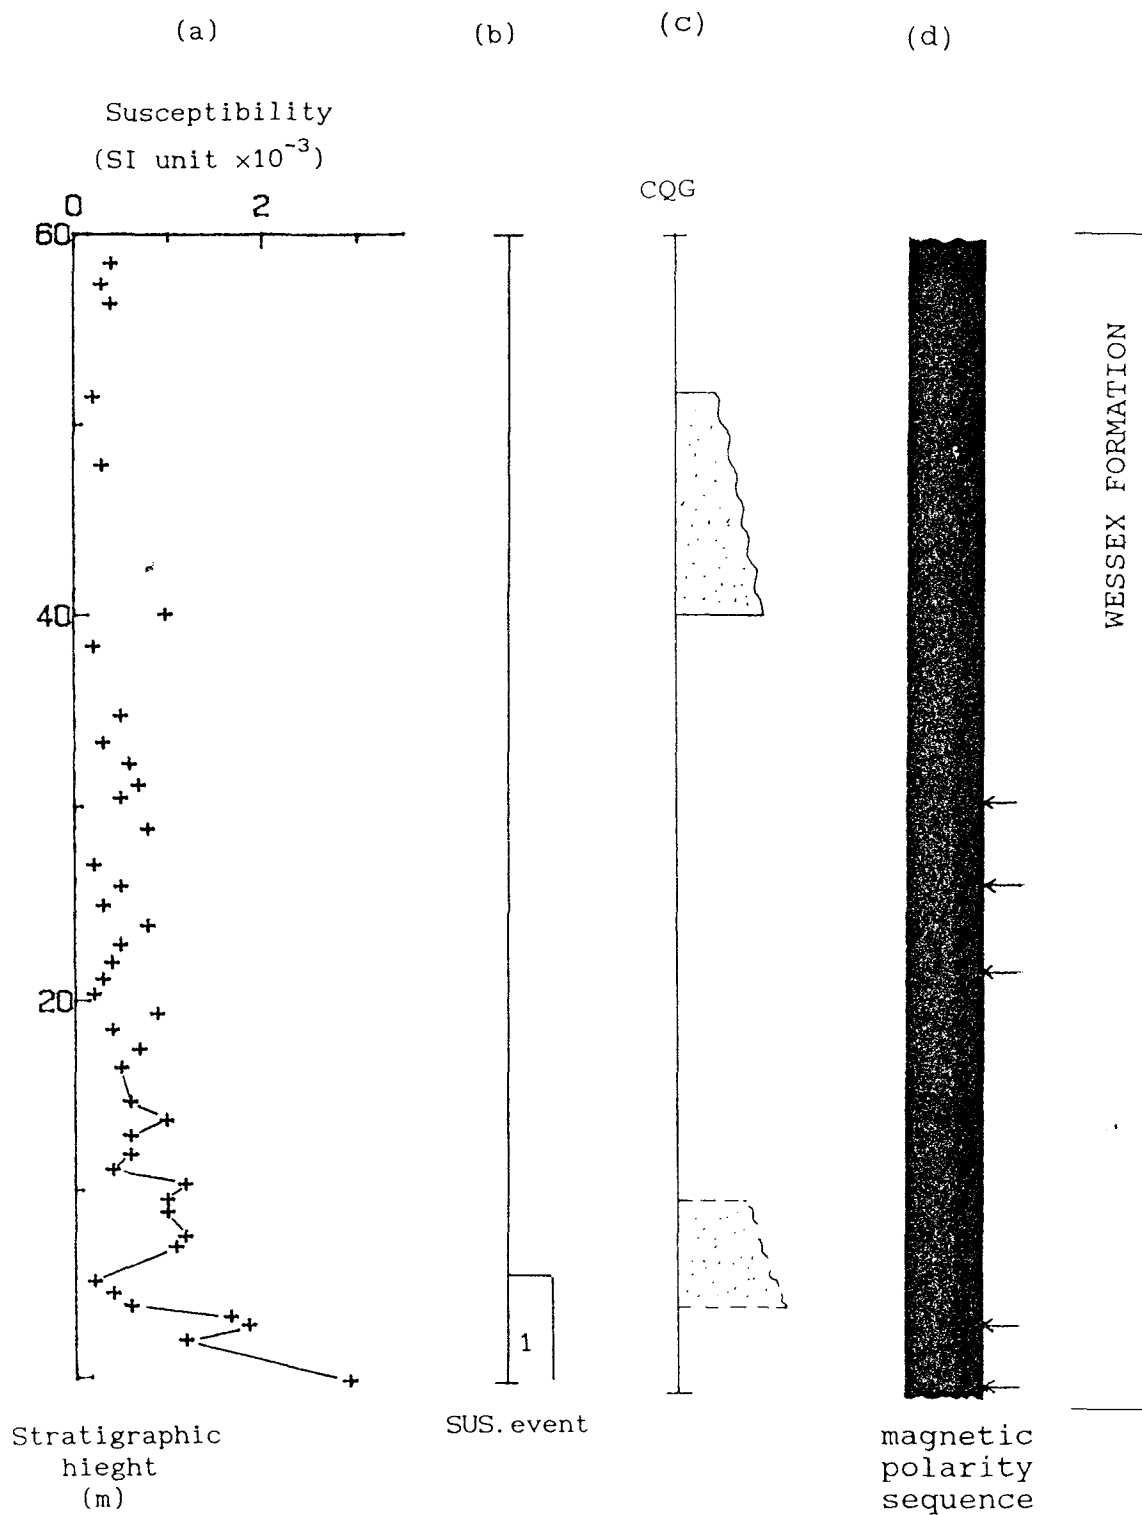 (a) (b) (c) (d)
Susceptibility
(SI unit ×10⁻³)
0 2
CQG
60
40
20
WESSEX FORMATION
1
SUS.event
Stratigraphic
hieght
(m)
magnetic
polarity
sequence